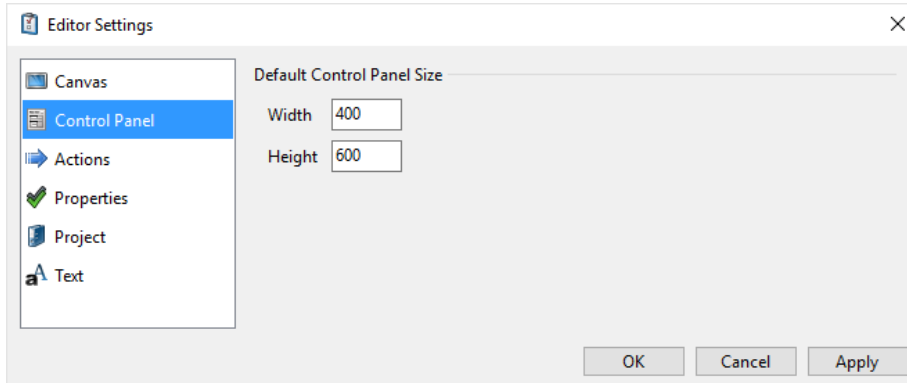 Editor Settings
Canvas
Control Panel
Actions
Properties
Project
Text
Default Control Panel Size
Width 400
Height 600
OK Cancel Apply